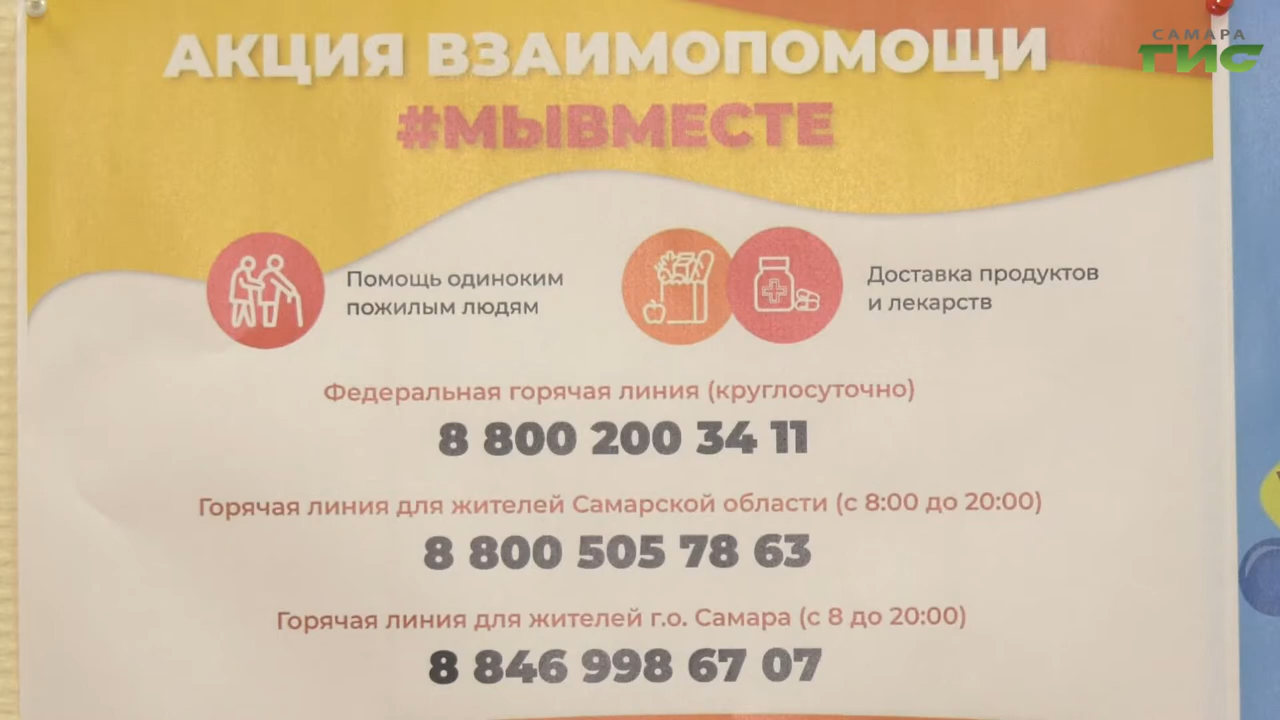 АКЦИЯ ВЗАИМОПОМОЩИ
#МЫВМЕСТЕ
САМАРА
ГИС
Помощь одиноким
пожилым людям
Доставка продуктов
и лекарств
Федеральная горячая линия (круглосуточно)
8 800 200 34 11
Горячая линия для жителей Самарской области (с 8:00 до 20:00)
8 800 505 78 63
Горячая линия для жителей г.о. Самара (с 8 до 20:00)
8 846 998 67 07